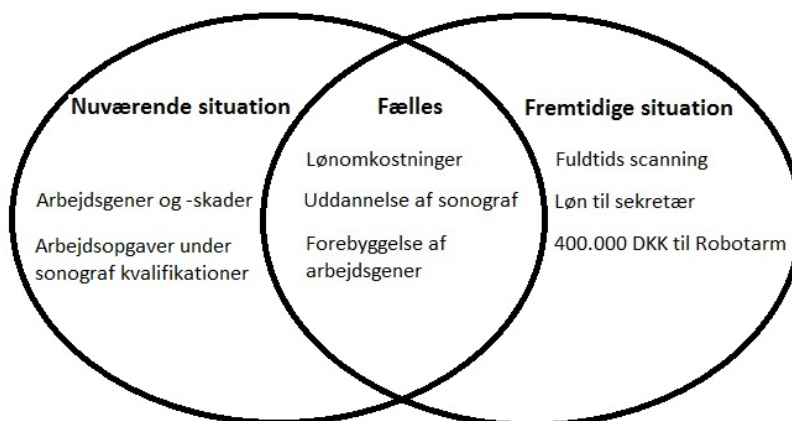 Nuværende situation
Arbejdsgener og -skader
Arbejdsopgaver under
sonograf kvalifikationer
Fælles
Lønomkostninger
Uddannelse af sonograf
Forebyggelse af
arbejdsgener
Fremtidige situation
Fuldtids scanning
Løn til sekretær
400.000 DKK til Robotarm